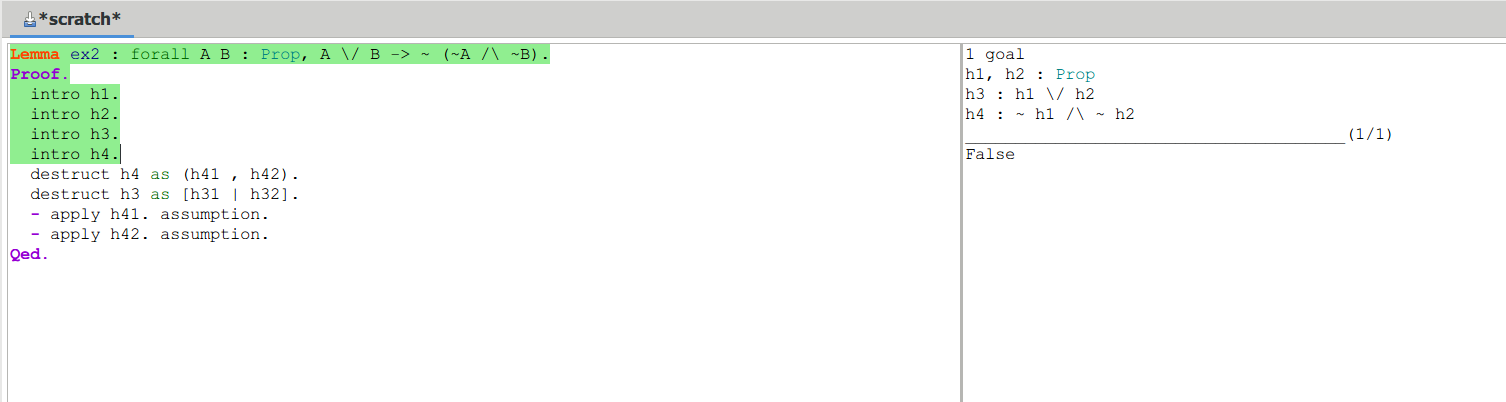 *scratch*
Lemma ex2 : forall A B : Prop, A \/ B -> ~ (~A /\ ~B).
Proof.
  intro h1.
  intro h2.
  intro h3.
  intro h4.
  destruct h4 as (h41 , h42).
  destruct h3 as [h31 | h32].
  - apply h41. assumption.
  - apply h42. assumption.
Qed.
1 goal
h1, h2 : Prop
h3 : h1 \/ h2
h4 : ~ h1 /\ ~ h2
______________________________________(1/1)
False